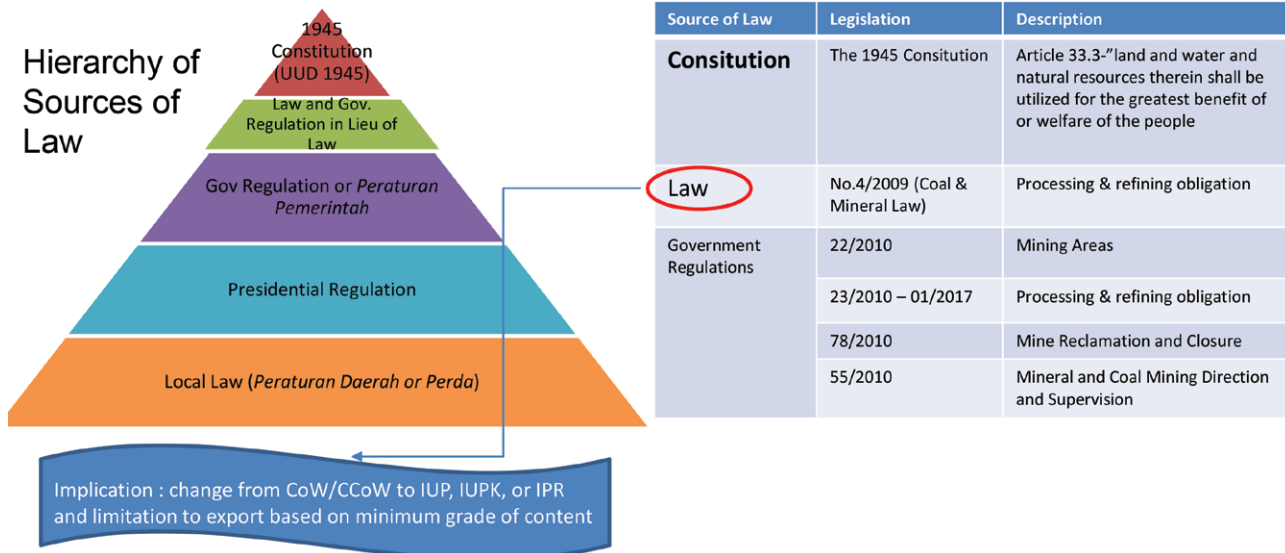 Hierarchy of
Sources of
Law
1945
Constitution
(UUD 1945)
Law and Gov.
Regulation in Lieu of
Law
Gov Regulation or Peraturan
Pemerintah
Presidential Regulation
Local Law (Peraturan Daerah or Perda)
Implication : change from CoW/CCoW to IUP, IUPK, or IPR
and limitation to export based on minimum grade of content
Source of Law Legislation Description
Consitution The 1945 Consitution Article 33.3-”land and water and
natural resources therein shall be
utilized for the greatest benefit of
or welfare of the people
Law No.4/2009 (Coal & Processing & refining obligation
Mineral Law)
Government 22/2010 Mining Areas
Regulations
23/2010 – 01/2017 Processing & refining obligation
78/2010 Mine Reclamation and Closure
55/2010 Mineral and Coal Mining Direction
and Supervision